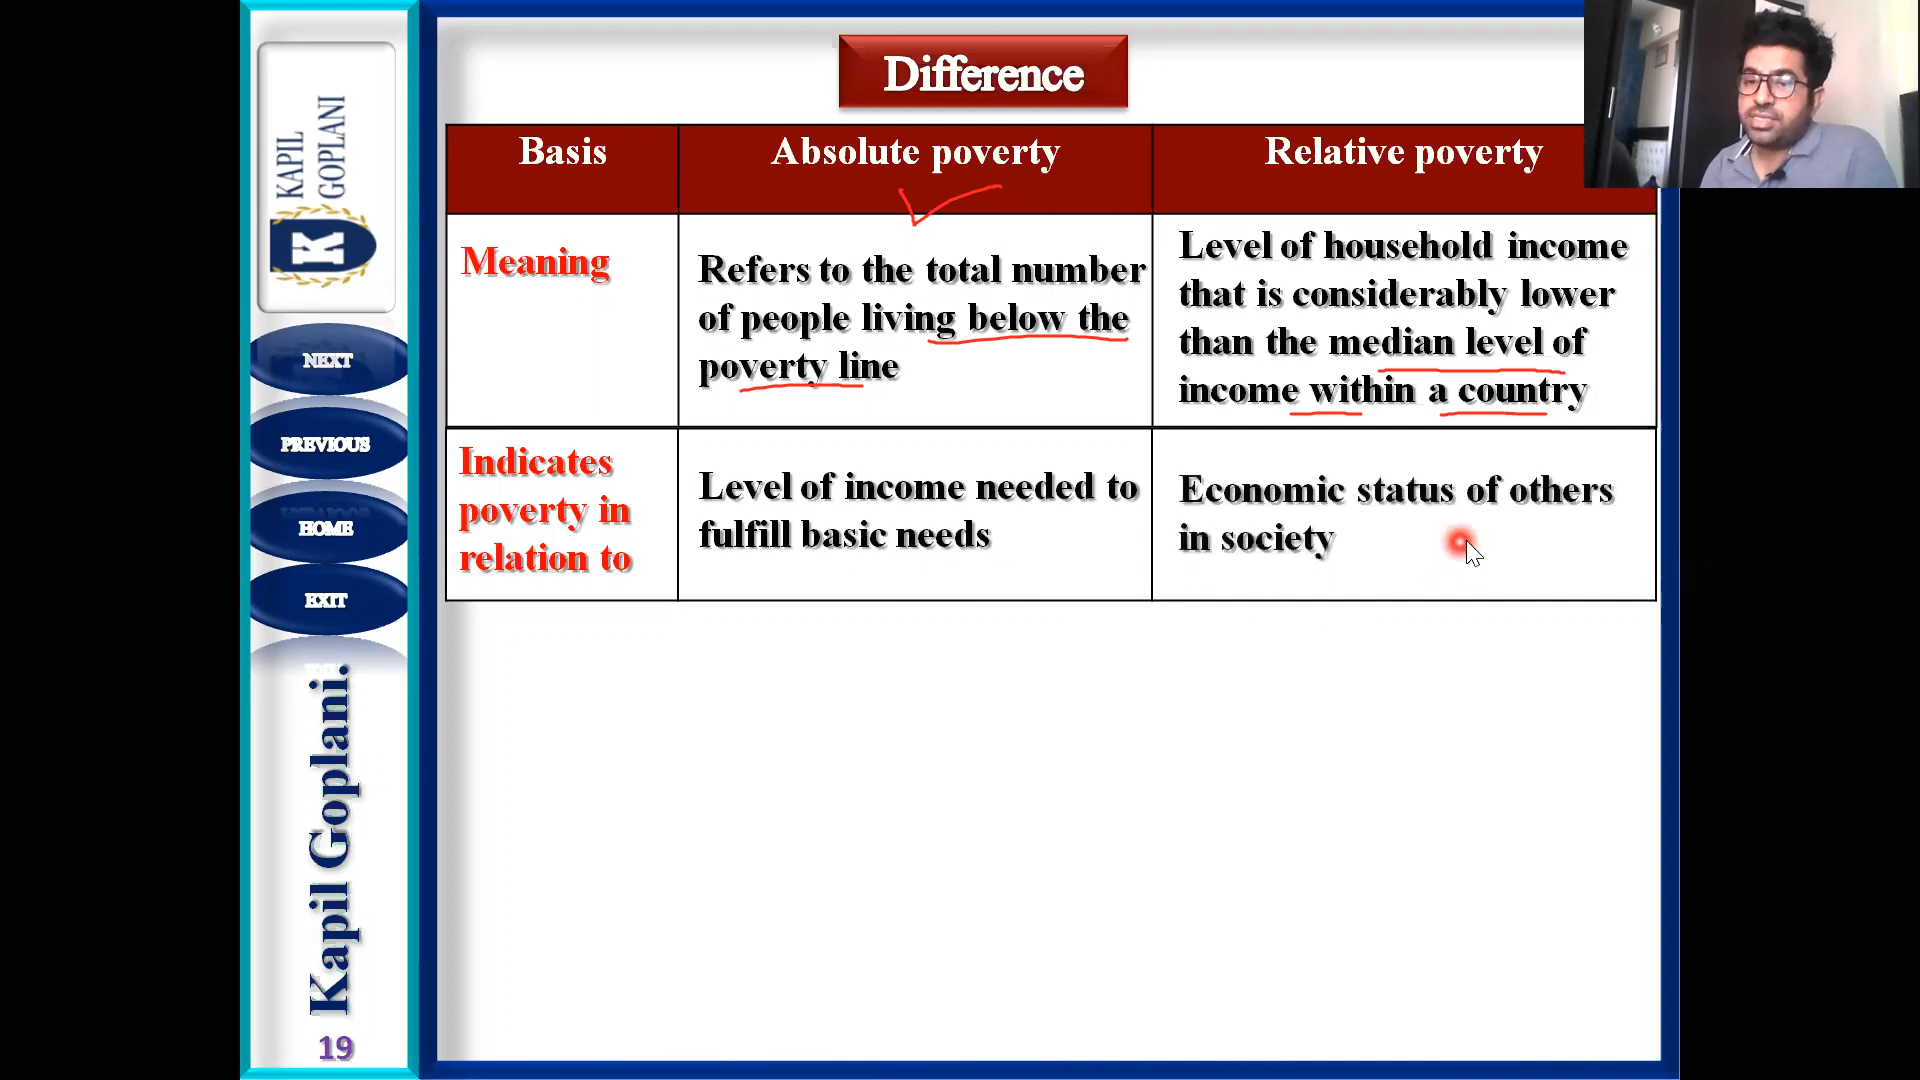 Difference
Basis
Absolute poverty
Relative poverty
Meaning
Refers to the total number
of people living below the
poverty line
Level of household income
that is considerably lower
than the median level of
income within a country
Indicates
poverty in
relation to
Level of income needed to
fulfill basic needs
Economic status of others
in society
KAPIL
GOPLANI
K
NEXT
PREVIOUS
HOME
EXIT
Kapil Goplani.
19